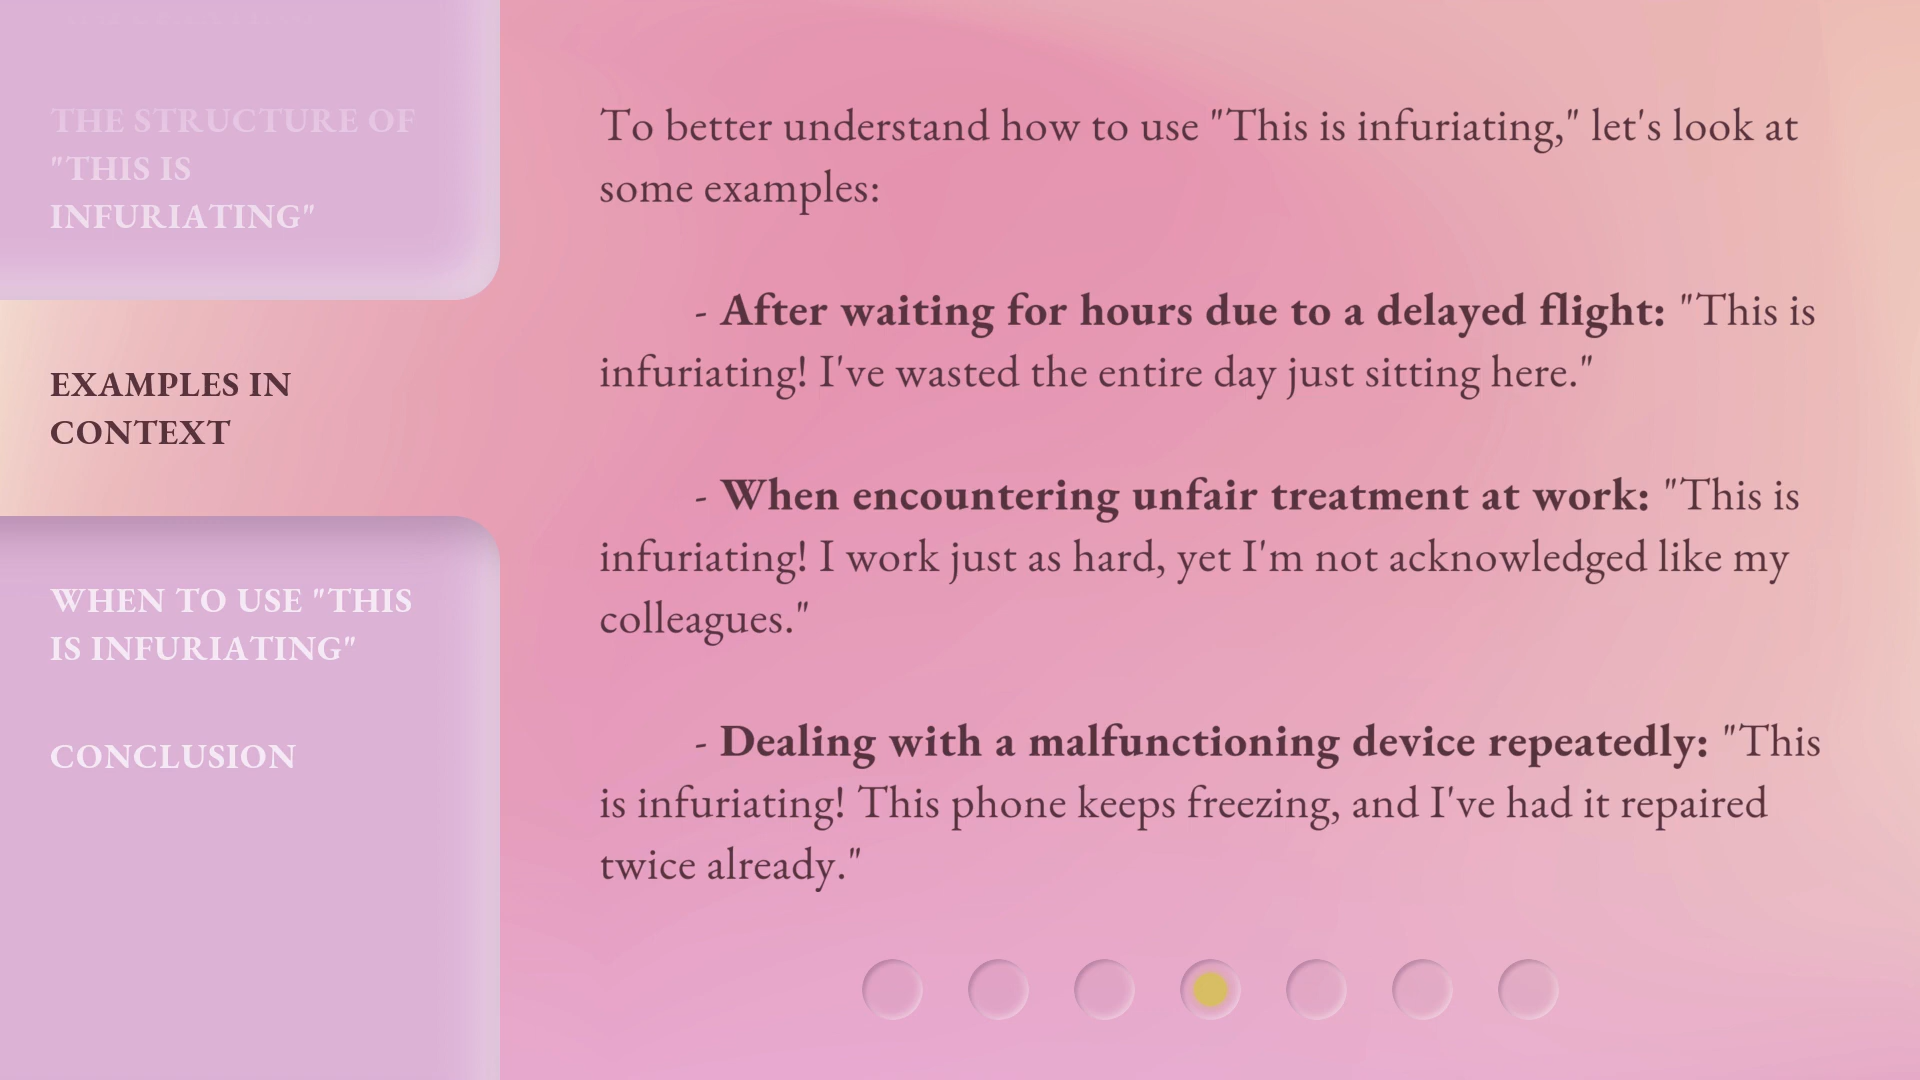 THE STRUCTURE OF
"THIS IS
INFURIATING"
EXAMPLES IN
CONTEXT
WHEN TO USE "THIS
IS INFURIATING"
CONCLUSION
To better understand how to use "This is infuriating," let's look at
some examples:
- After waiting for hours due to a delayed flight: "This is
infuriating! I've wasted the entire day just sitting here."
- When encountering unfair treatment at work: "This is
infuriating! I work just as hard, yet I'm not acknowledged like my
colleagues."
- Dealing with a malfunctioning device repeatedly: "This
is infuriating! This phone keeps freezing, and I've had it repaired
twice already."